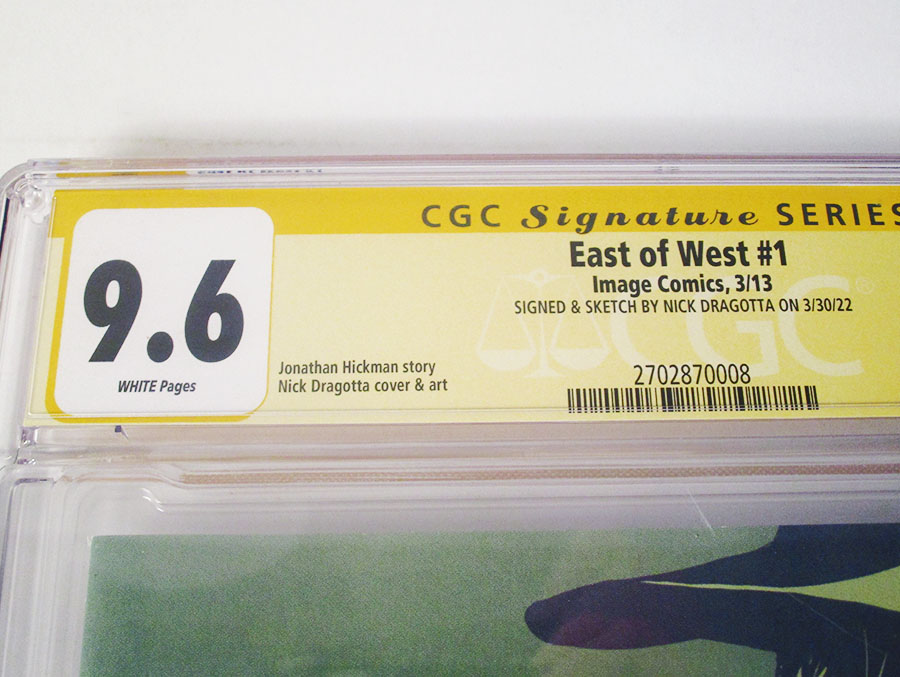 CGC Signature SERIES
East of West #1
Image Comics, 3/13
SIGNED & SKETCH BY NICK DRAGOTTA ON 3/30/22
9.6
WHITE Pages
Jonathan Hickman story
Nick Dragotta cover & art
CGC®
2702870008